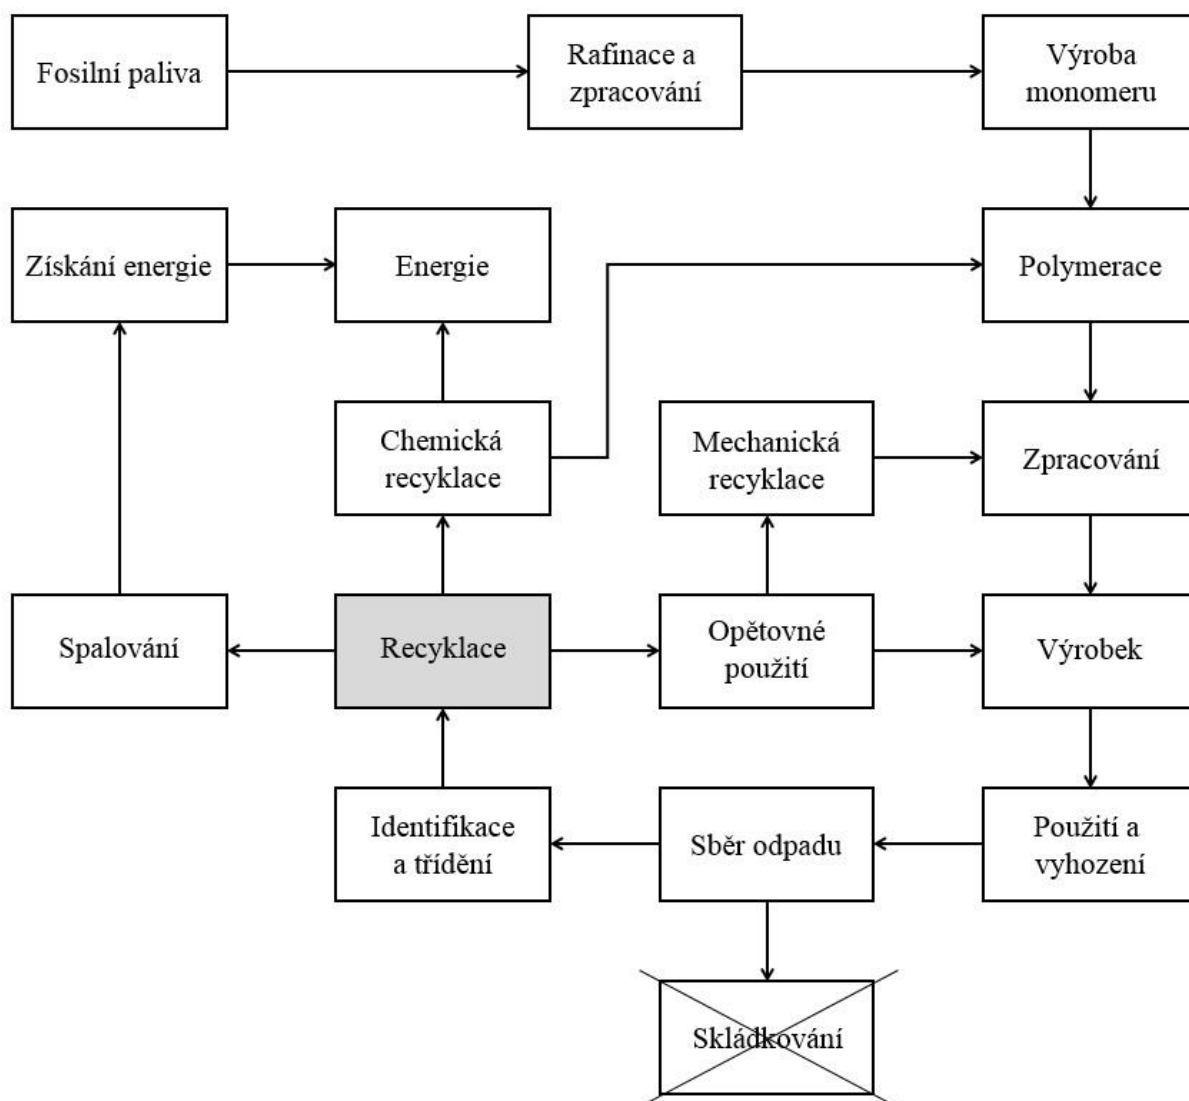 Fosilní paliva
Rafinace a
zpracování
Výroba
monomeru
Získání energie
Energie
Polymerace
Chemická
recyklace
Mechanická
recyklace
Zpracování
Spalování
Recyklace
Opětovné
použití
Výrobek
Identifikace
a třídění
Sběr odpadu
Použití a
vyhození
Skládkování